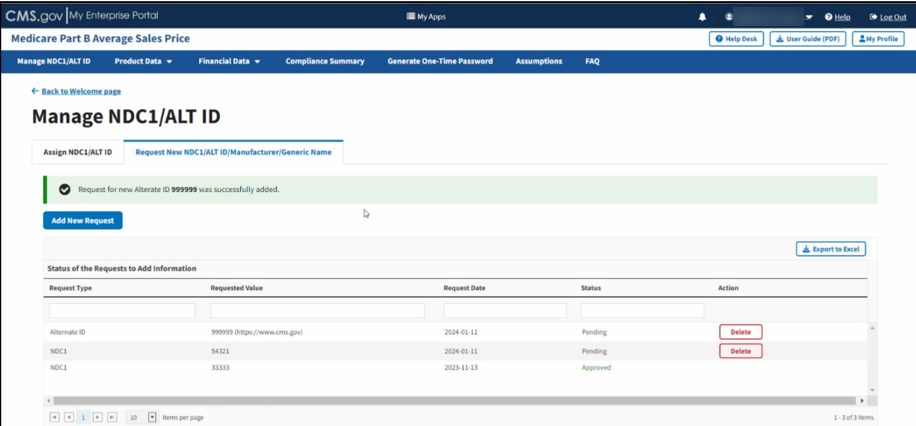 CMS.gov | My Enterprise Portal My Apps Help Log Out
Medicare Part B Average Sales Price Help Desk User Guide (PDF) My Profile
Manage NDC1/ALT ID Product Data Financial Data Compliance Summary Generate One-Time Password Assumptions FAQ
Back to Welcome page
Manage NDC1/ALT ID
Assign NDC1/ALT ID Request New NDC1/ALT ID/Manufacturer/Generic Name
Request for new Alterate ID 999999 was successfully added.
Add New Request
Export to Excel
Status of the Requests to Add Information
Request Type Requested Value Request Date Status Action
Alternate ID 999999 (https://www.cms.gov) 2024-01-11 Pending Delete
NDC1 54321 2024-01-11 Pending Delete
NDC1 33333 2023-11-13 Approved
1 10 items per page 1 - 3 of 3 items